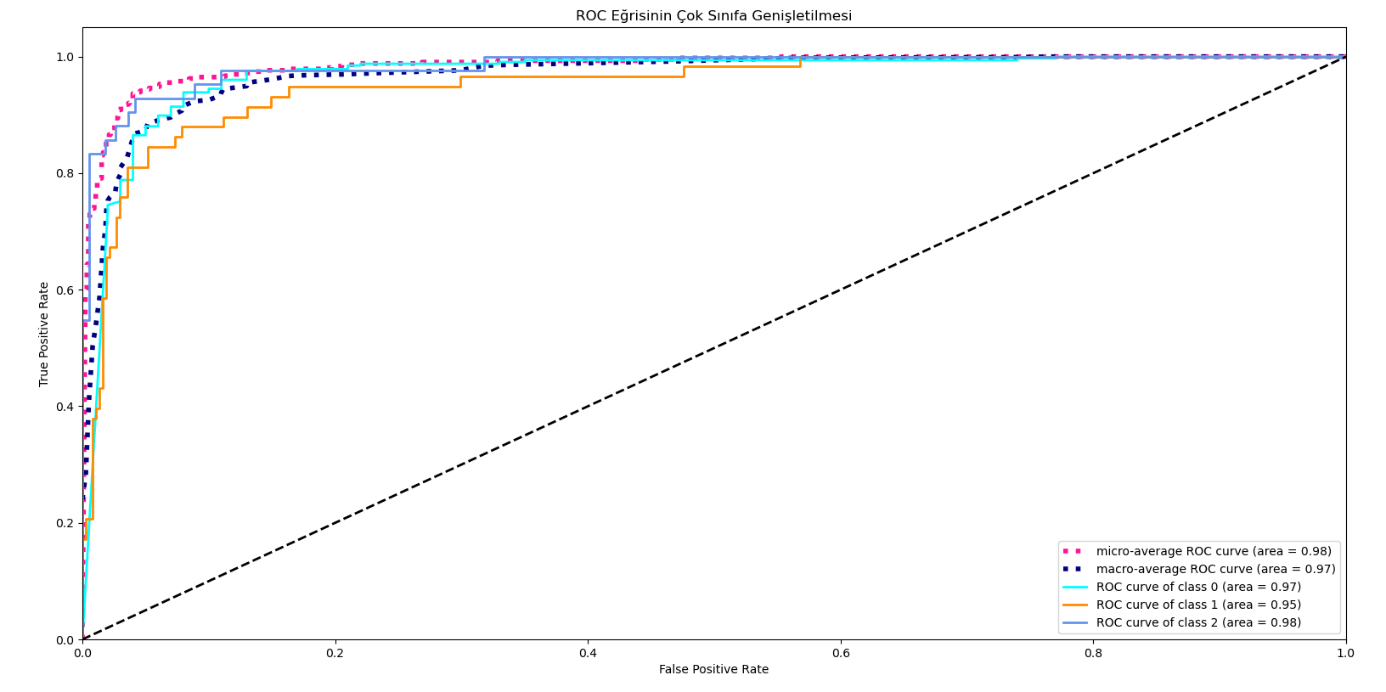 ROC Eğrisinin Çok Sınıfa Genişletilmesi
True Positive Rate
1.0
0.8
0.6
0.4
0.2
0.0
0.0 0.2 0.4 0.6 0.8 1.0
False Positive Rate
micro-average ROC curve (area = 0.98)
macro-average ROC curve (area = 0.97)
ROC curve of class 0 (area = 0.97)
ROC curve of class 1 (area = 0.95)
ROC curve of class 2 (area = 0.98)